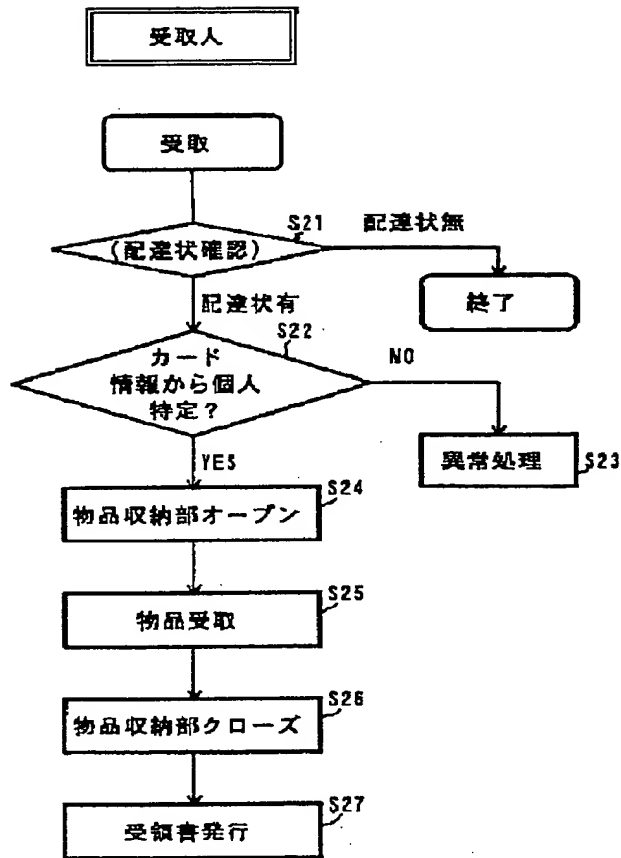 受取人
受取
S21
(配達状確認)
配達状無
終了
配達状有
S22
カード
情報から個人
特定?
NO
異常処理
S23
YES
S24
物品収納部オープン
S25
物品受取
S26
物品収納部クローズ
S27
受領書発行